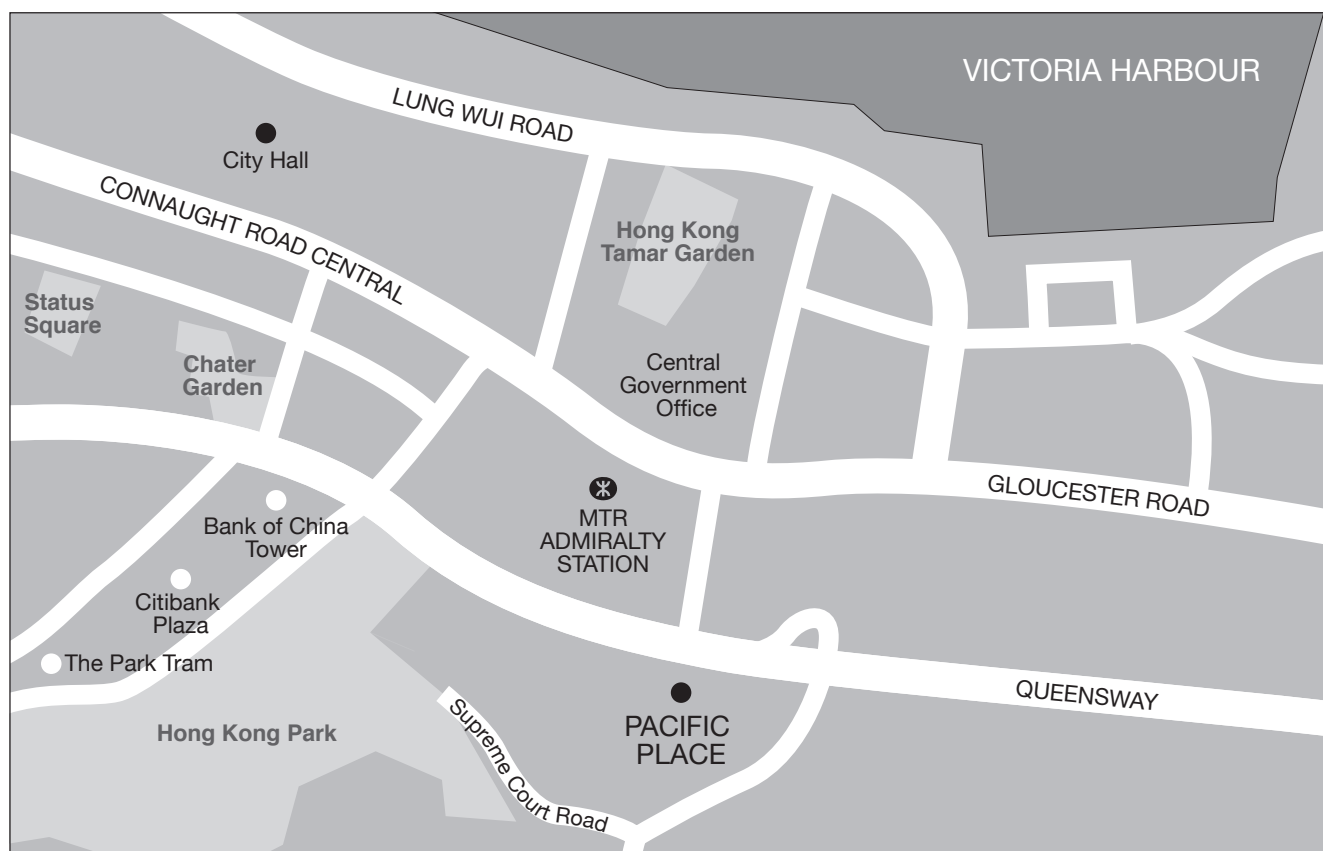 VICTORIA HARBOUR
LUNG WUI ROAD
City Hall
CONNAUGHT ROAD CENTRAL
Hong Kong
Tamar Garden
Status
Square
Chater
Garden
Central
Government
Office
GLOUCESTER ROAD
MTR
ADMIRALTY
STATION
Bank of China
Tower
Citibank
Plaza
The Park Tram
QUEENSWAY
Supreme Court Road
PACIFIC
PLACE
Hong Kong Park